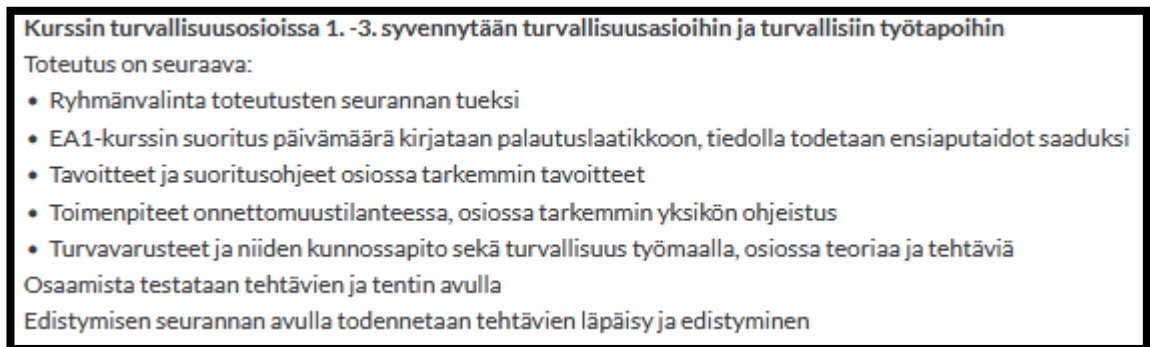 Kurssin turvallisuusosioissa 1. -3. syvennytään turvallisuusasioihin ja turvallisiin työtapoihin
Toteutus on seuraava:
• Ryhmänvalinta toteutusten seurannan tueksi
• EA1-kurssin suoritus päivämäärä kirjataan palautuslaatikkoon, tiedolla todetaan ensiaputaidot saaduksi
• Tavoitteet ja suoritusohjeet osiossa tarkemmin tavoitteet
• Toimenpiteet onnettomuustilanteessa, osiossa tarkemmin yksikön ohjeistus
• Turvavarusteet ja niiden kunnossapito sekä turvallisuus työmaalla, osiossa teoriaa ja tehtäviä
Osaamista testataan tehtävien ja tentin avulla
Edistymisen seurannan avulla todennetaan tehtävien läpäisy ja edistyminen